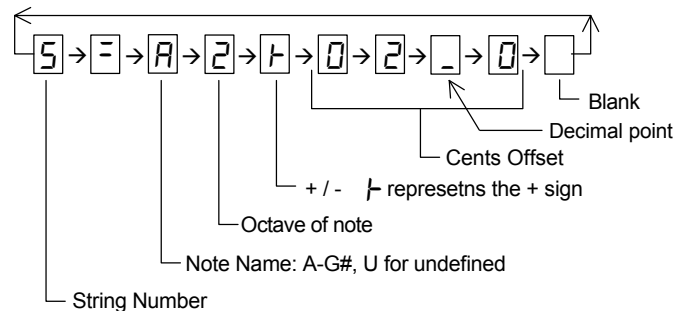 5 → = → A → 2 → ├ → 0 → 2 → _ → 0 →
Blank
Decimal point
Cents Offset
+ / - ├ represetns the + sign
Octave of note
Note Name: A-G#, U for undefined
String Number